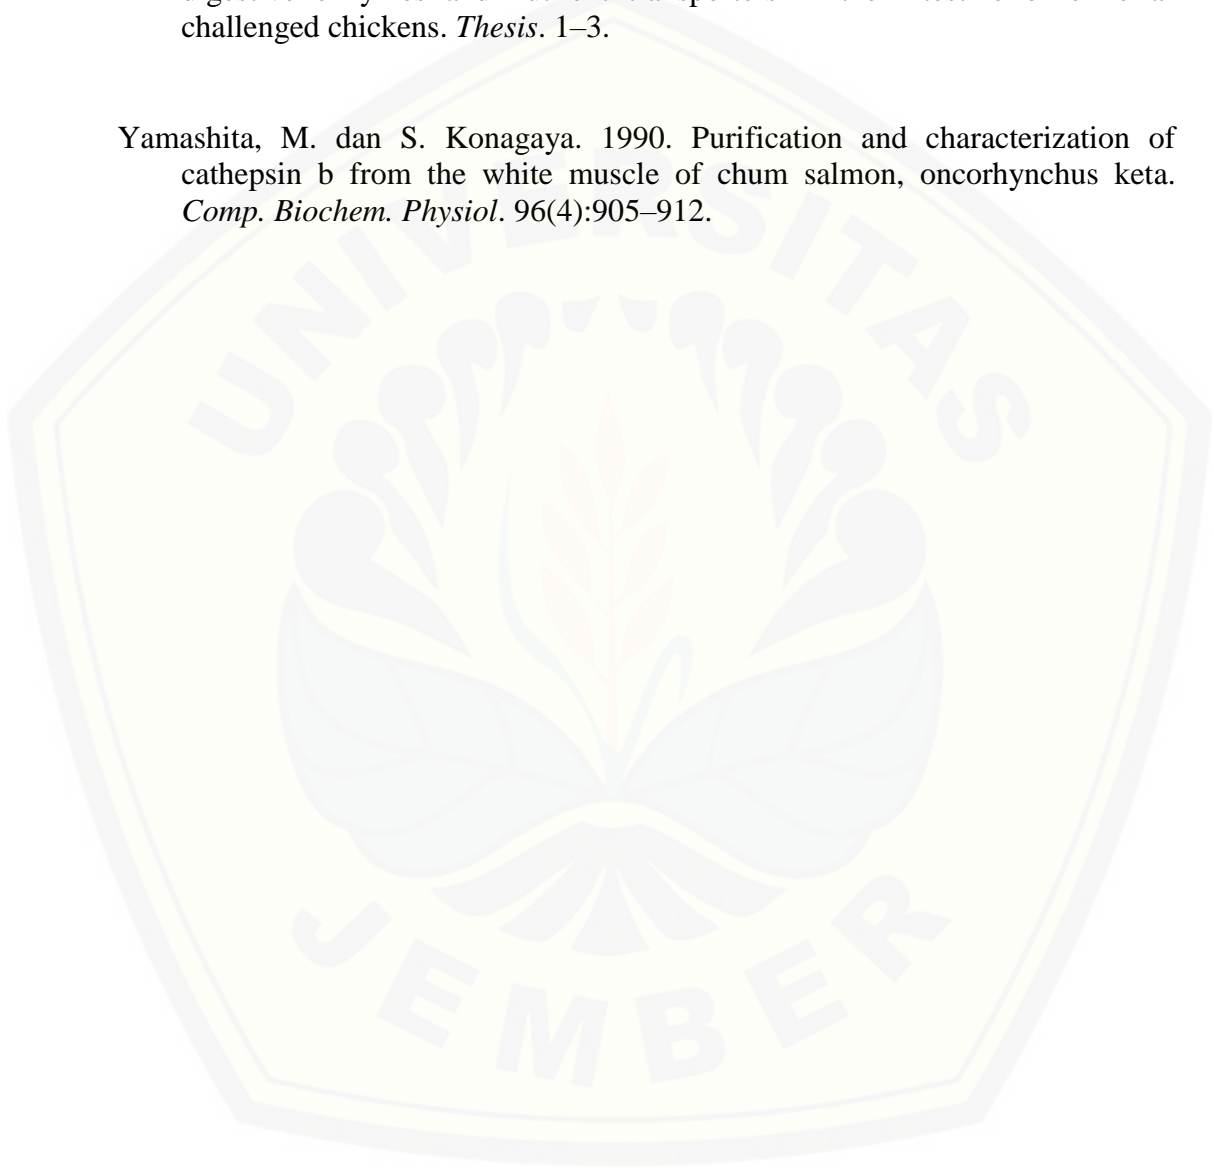 challenged chickens. Thesis. 1–3.
Yamashita, M. dan S. Konagaya. 1990. Purification and characterization of
cathepsin b from the white muscle of chum salmon, oncorhynchus keta.
Comp. Biochem. Physiol. 96(4):905–912.
UNIVERSITAS
JEMBER